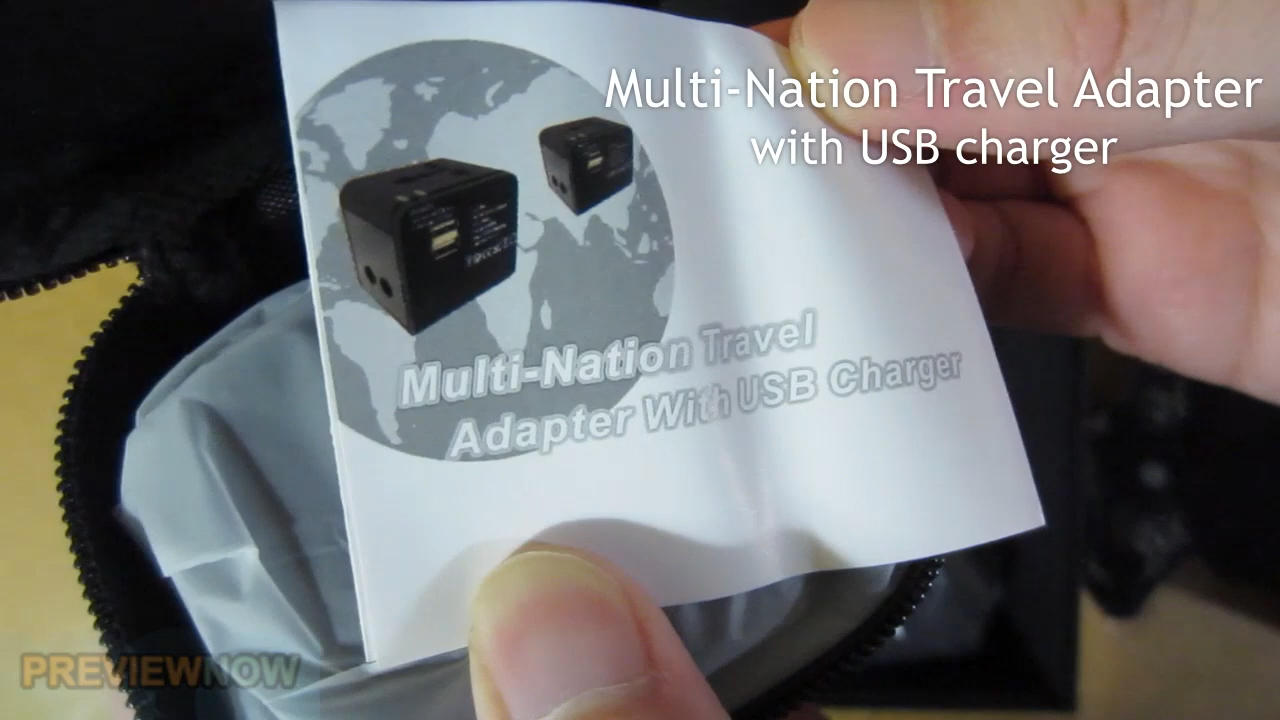 Multi-Nation Travel Adapter
with USB charger
Multi-Nation Travel
Adapter With USB Charger
PREVIEWNOW